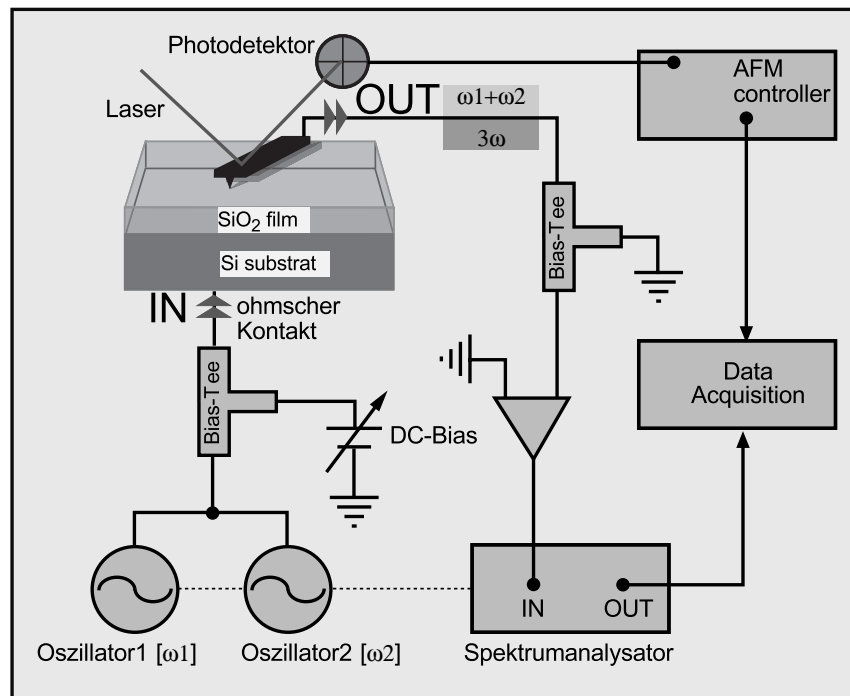 Photodetektor
Laser
OUT
ω1+ω2
3ω
AFM
controller
SiO2 film
Si substrat
Bias-Tee
IN
ohmscher
Kontakt
Bias-Tee
DC-Bias
Data
Acquisition
IN
OUT
Oszillator1 [ω1]
Oszillator2 [ω2]
Spektrumanalysator